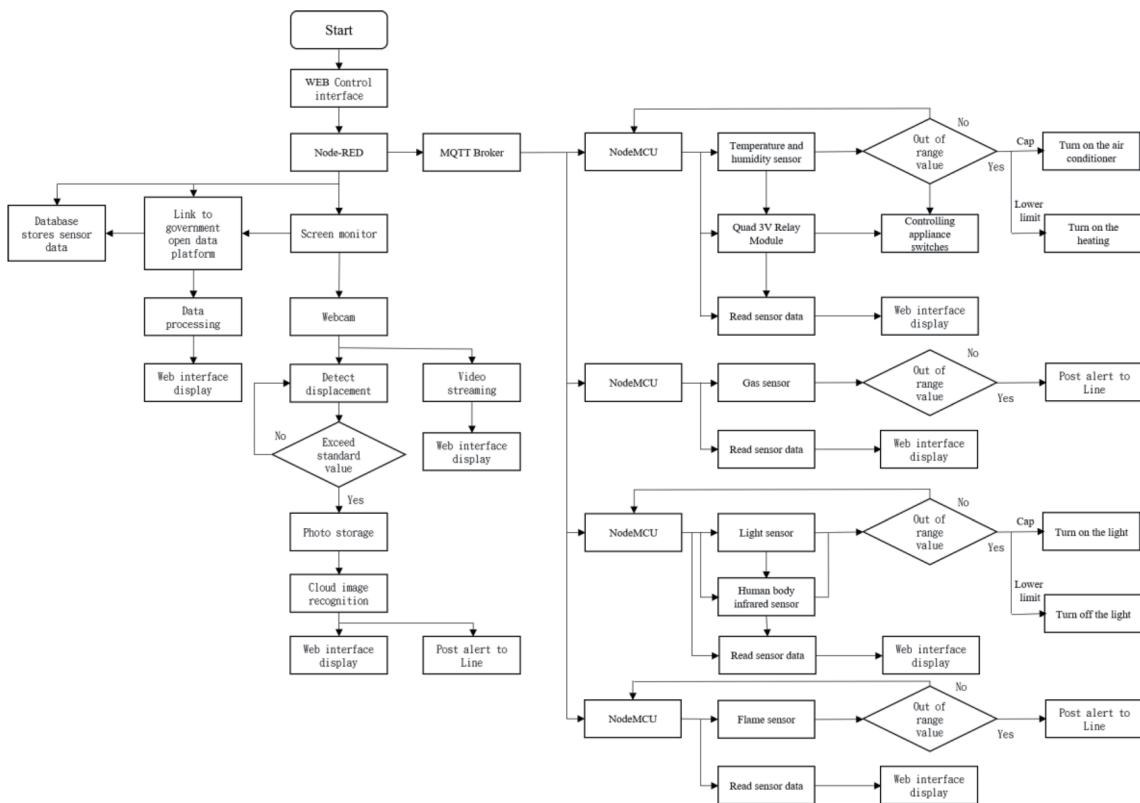 Start
WEB Control
interface
Node-RED
MQTT Broker
Database
stores sensor
data
Link to
government
open data
platform
Screen monitor
Data
processing
Webcam
Web interface
display
Detect
displacement
Video
streaming
No
Exceed
standard
value
Web interface
display
Yes
Photo storage
Cloud image
recognition
Web interface
display
Post alert to
Line
NodeMCU
Temperature and
humidity sensor
Out of
range
value
No
Yes
Cap
Turn on the air
conditioner
Lower
limit
Turn on the
heating
Quad 3V Relay
Module
Controlling
appliance
switches
Read sensor data
Web interface
display
NodeMCU
Gas sensor
Out of
range
value
No
Yes
Post alert to
Line
Read sensor data
Web interface
display
NodeMCU
Light sensor
Out of
range
value
No
Yes
Cap
Turn on the light
Lower
limit
Turn off the light
Human body
infrared sensor
Read sensor data
Web interface
display
NodeMCU
Flame sensor
Out of
range
value
No
Yes
Post alert to
Line
Read sensor data
Web interface
display